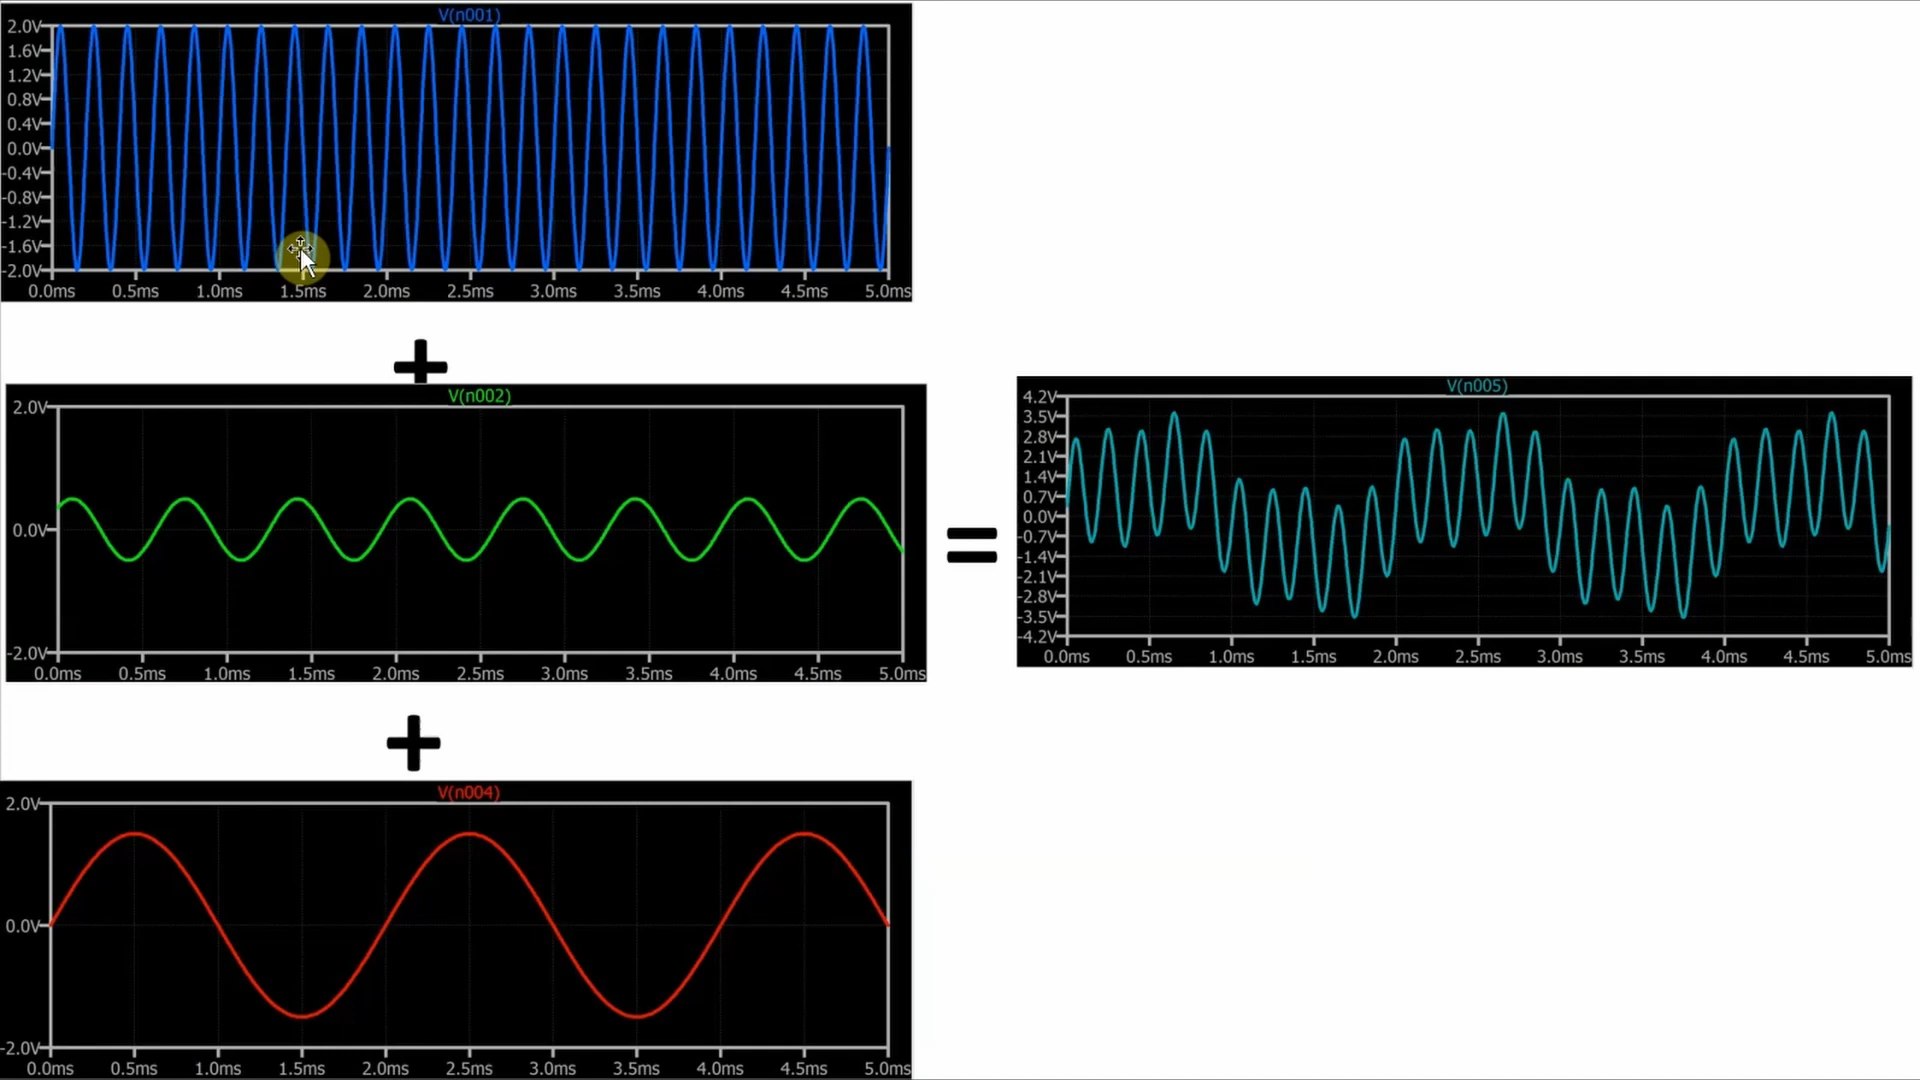 V(n001)
2.0V
1.6V
1.2V
0.8V
0.4V
0.0V
-0.4V
-0.8V
-1.2V
-1.6V
-2.0V
0.0ms 0.5ms 1.0ms 1.5ms 2.0ms 2.5ms 3.0ms 3.5ms 4.0ms 4.5ms 5.0ms
+
V(n002)
2.0V
0.0V
-2.0V
0.0ms 0.5ms 1.0ms 1.5ms 2.0ms 2.5ms 3.0ms 3.5ms 4.0ms 4.5ms 5.0ms
+
V(n004)
2.0V
0.0V
-2.0V
0.0ms 0.5ms 1.0ms 1.5ms 2.0ms 2.5ms 3.0ms 3.5ms 4.0ms 4.5ms 5.0ms
=
V(n005)
4.2V
3.5V
2.8V
2.1V
1.4V
0.7V
0.0V
-0.7V
-1.4V
-2.1V
-2.8V
-3.5V
-4.2V
0.0ms 0.5ms 1.0ms 1.5ms 2.0ms 2.5ms 3.0ms 3.5ms 4.0ms 4.5ms 5.0ms